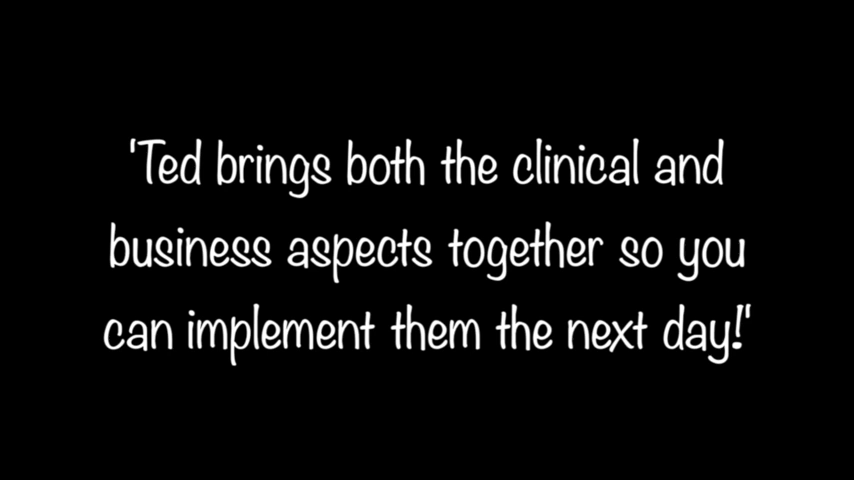 'Ted brings both the clinical and
business aspects together so you
can implement them the next day!'